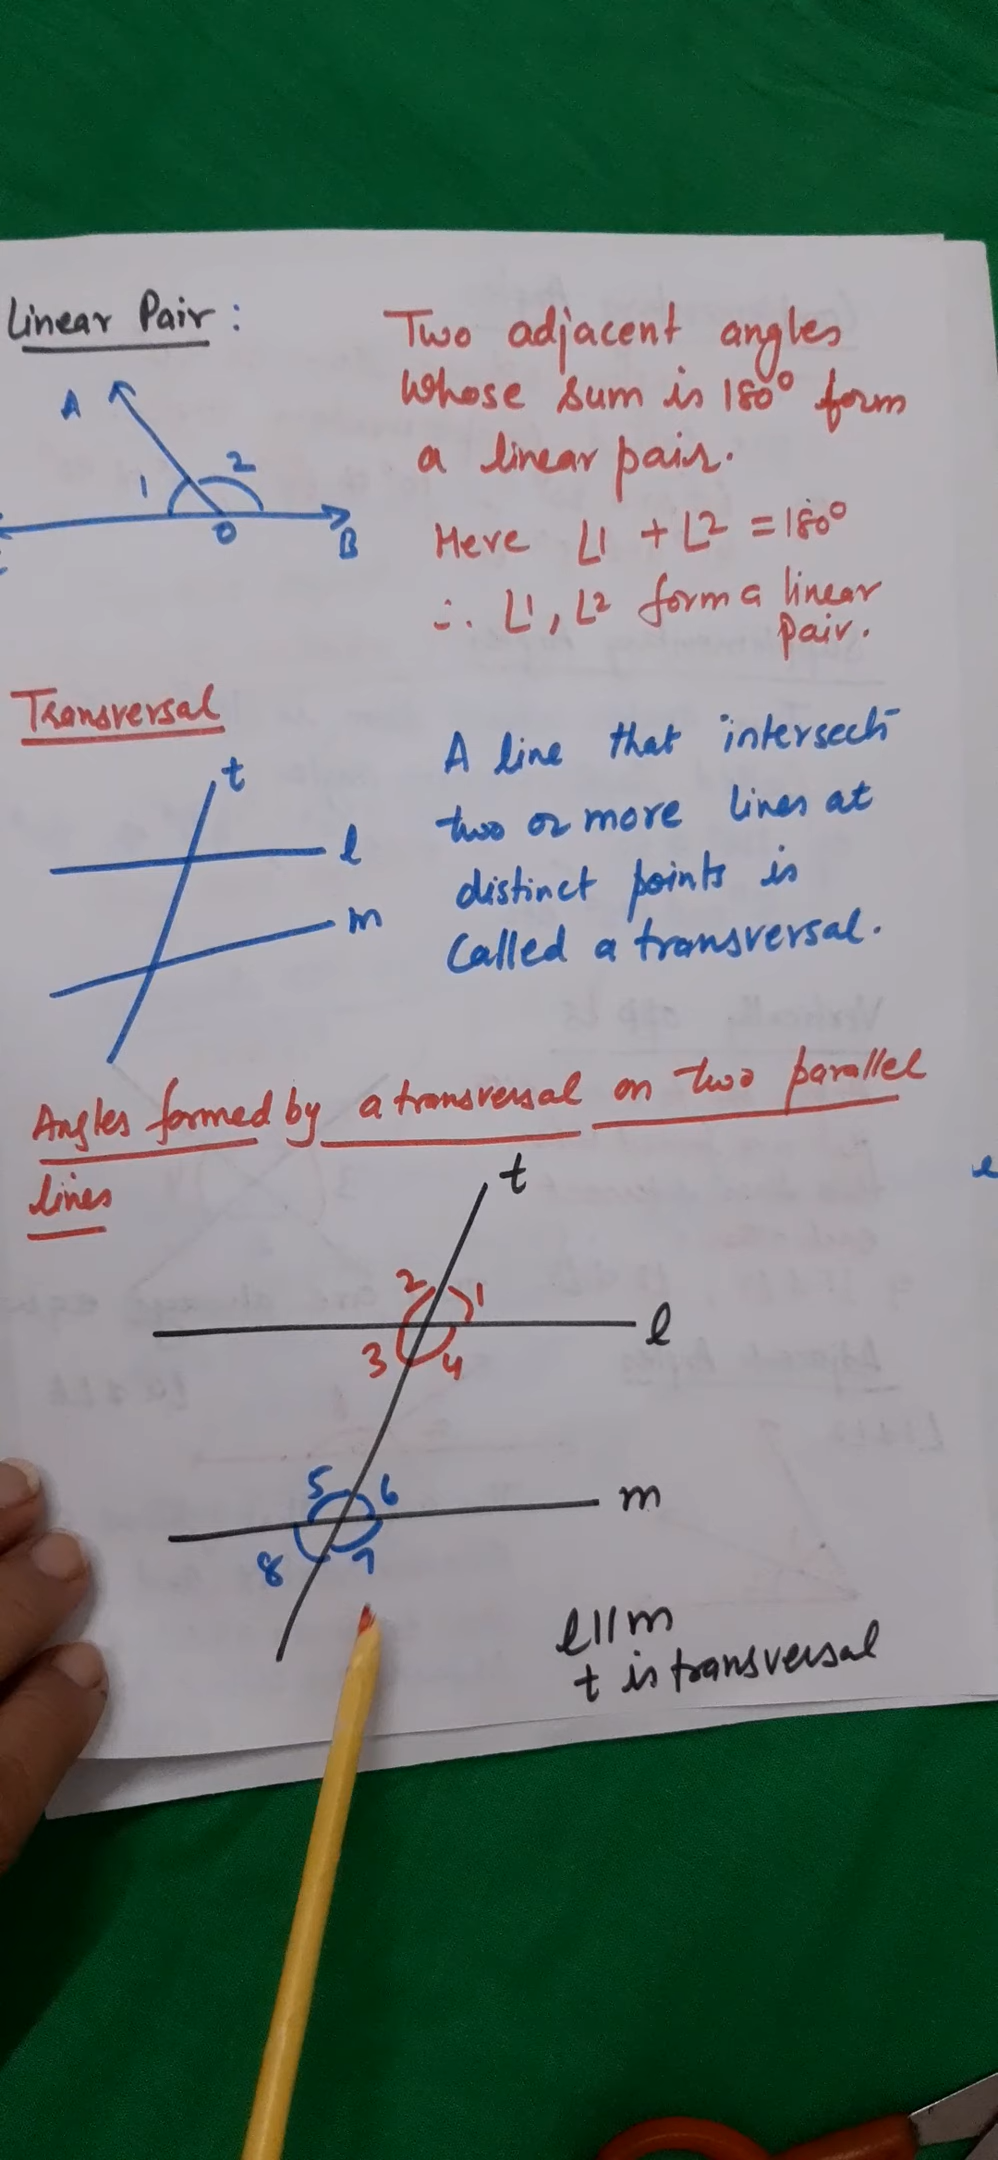 Linear Pair :
A
1
2
O
B
Two adjacent angles
whose sum is 180° form
a linear pair.
Here ∠1 + ∠2 = 180°
∴ ∠1, ∠2 form a linear
pair.
Transversal
t
l
m
A line that intersects
two or more lines at
distinct points is
called a transversal.
Angles formed by a transversal on two parallel
lines
t
2
1
l
3
4
5
6
m
8
7
l || m
t is transversal